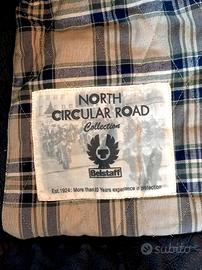 NORTH
CIRCULAR ROAD
Collection
Belstaff
Est. 1924: More than 80 Years experience in protection
subito